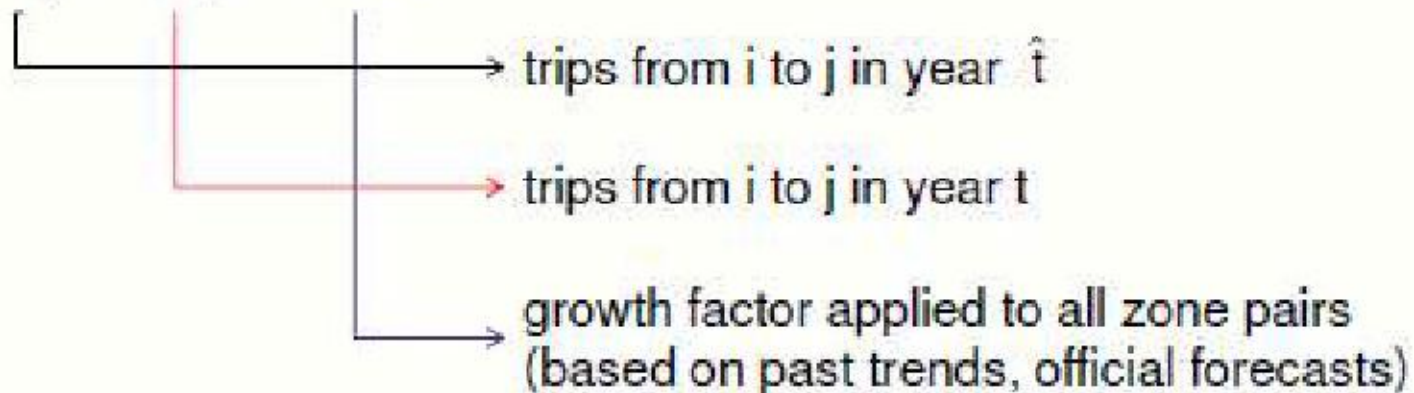 trips from i to j in year t̂
trips from i to j in year t
growth factor applied to all zone pairs
(based on past trends, official forecasts)